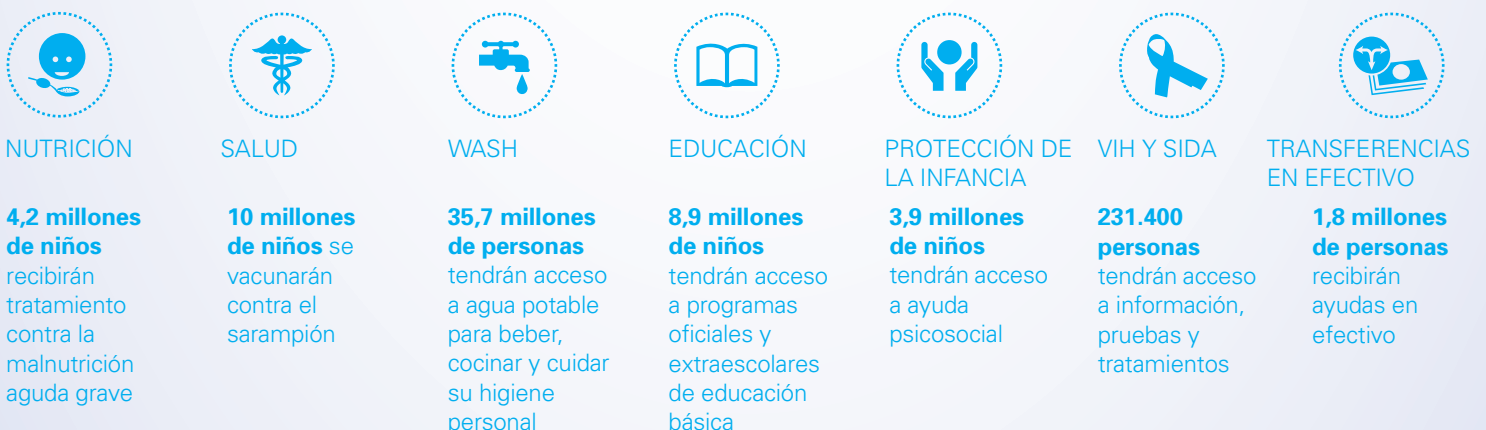 NUTRICIÓN
4,2 millones
de niños
recibirán
tratamiento
contra la
malnutrición
aguda grave
SALUD
10 millones
de niños se
vacunarán
contra el
sarampión
WASH
35,7 millones
de personas
tendrán acceso
a agua potable
para beber,
cocinar y cuidar
su higiene
personal
EDUCACIÓN
8,9 millones
de niños
tendrán acceso
a programas
oficiales y
extraescolares
de educación
básica
PROTECCIÓN DE
LA INFANCIA
3,9 millones
de niños
tendrán acceso
a ayuda
psicosocial
VIH Y SIDA
231.400
personas
tendrán acceso
a información,
pruebas y
tratamientos
TRANSFERENCIAS
EN EFECTIVO
1,8 millones
de personas
recibirán
ayudas en
efectivo